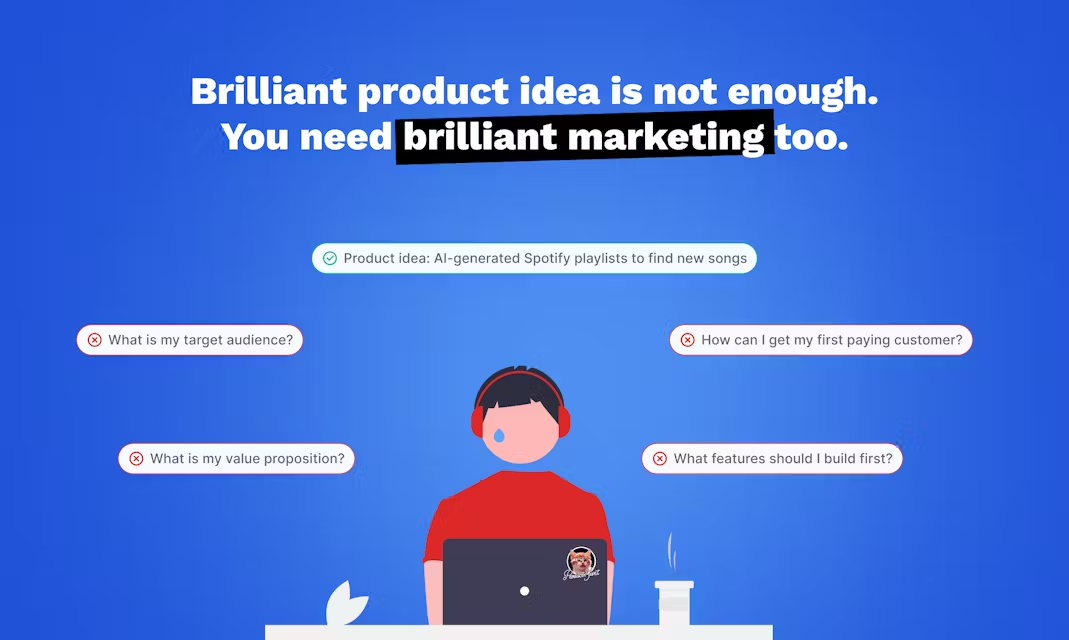 Brilliant product idea is not enough.
You need brilliant marketing too.
Product idea: AI-generated Spotify playlists to find new songs
What is my target audience?
How can I get my first paying customer?
What is my value proposition?
What features should I build first?